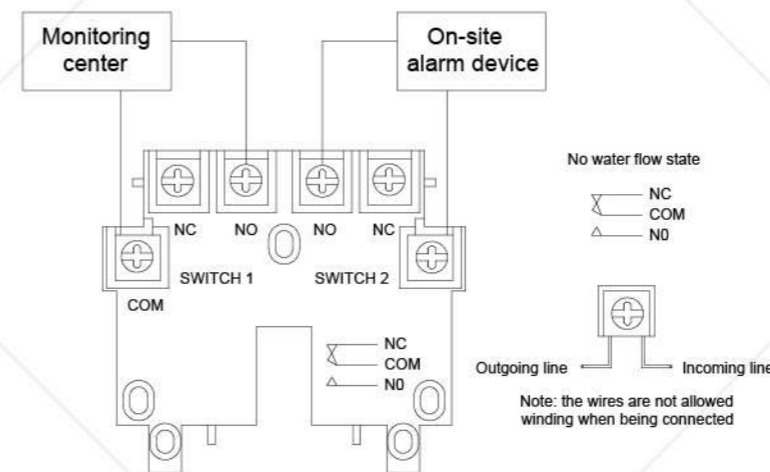 Monitoring
center
On-site
alarm device
NC
NO
NO
NC
SWITCH 1
SWITCH 2
COM
NC
COM
N0
No water flow state
NC
COM
N0
Outgoing line
Incoming line
Note: the wires are not allowed
winding when being connected